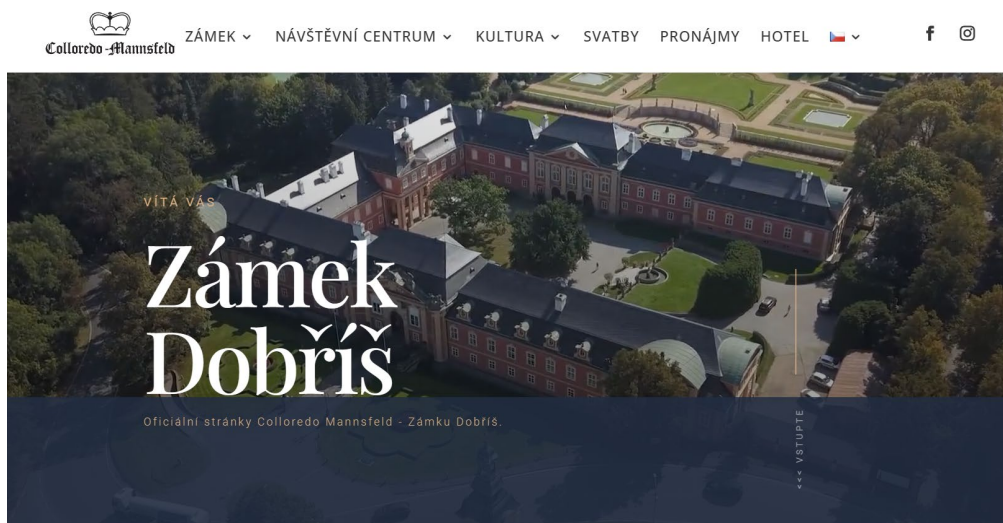 Colloredo-Mannsfeld
ZÁMEK
NÁVŠTĚVNÍ CENTRUM
KULTURA
SVATBY
PRONÁJMY
HOTEL
VÍTÁ VÁS
Zámek
Dobříš
Oficiální stránky Colloredo Mannsfeld - Zámku Dobříš.
<<< VSTUPTE